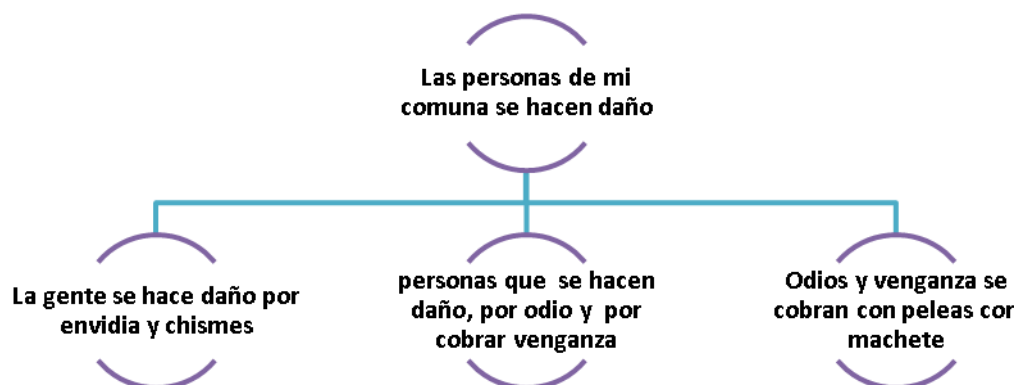 Las personas de mi
comuna se hacen daño
La gente se hace daño por
envidia y chismes
personas que se hacen
daño, por odio y por
cobrar venganza
Odios y venganza se
cobran con peleas cor
machete